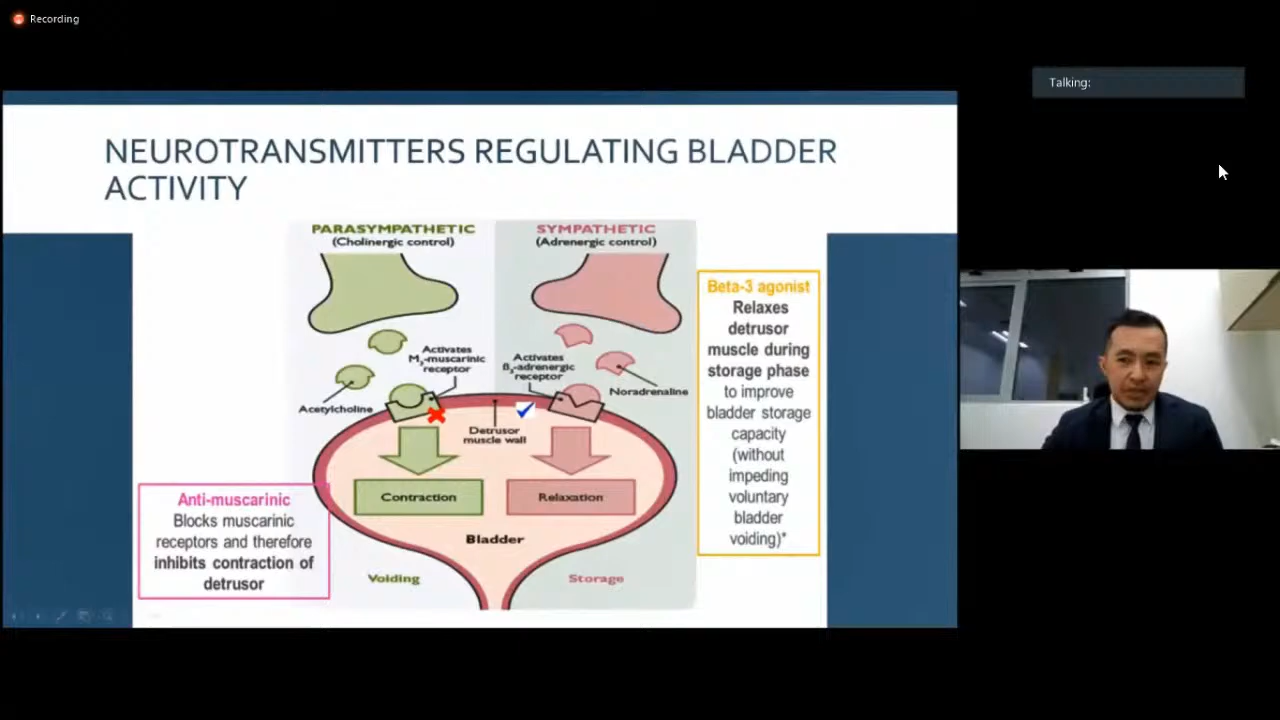 Recording
Talking:
NEUROTRANSMITTERS REGULATING BLADDER
ACTIVITY
PARASYMPATHETIC
(Cholinergic control)
SYMPATHETIC
(Adrenergic control)
Activates
M3-muscarinic
receptor
Activates
β3-adrenergic
receptor
Acetylcholine
Noradrenaline
Detrusor
muscle wall
Contraction
Relaxation
Bladder
Voiding
Storage
Anti-muscarinic
Blocks muscarinic
receptors and therefore
inhibits contraction of
detrusor
Beta-3 agonist
Relaxes
detrusor
muscle during
storage phase
to improve
bladder storage
capacity
(without
impeding
voluntary
bladder
voiding)*